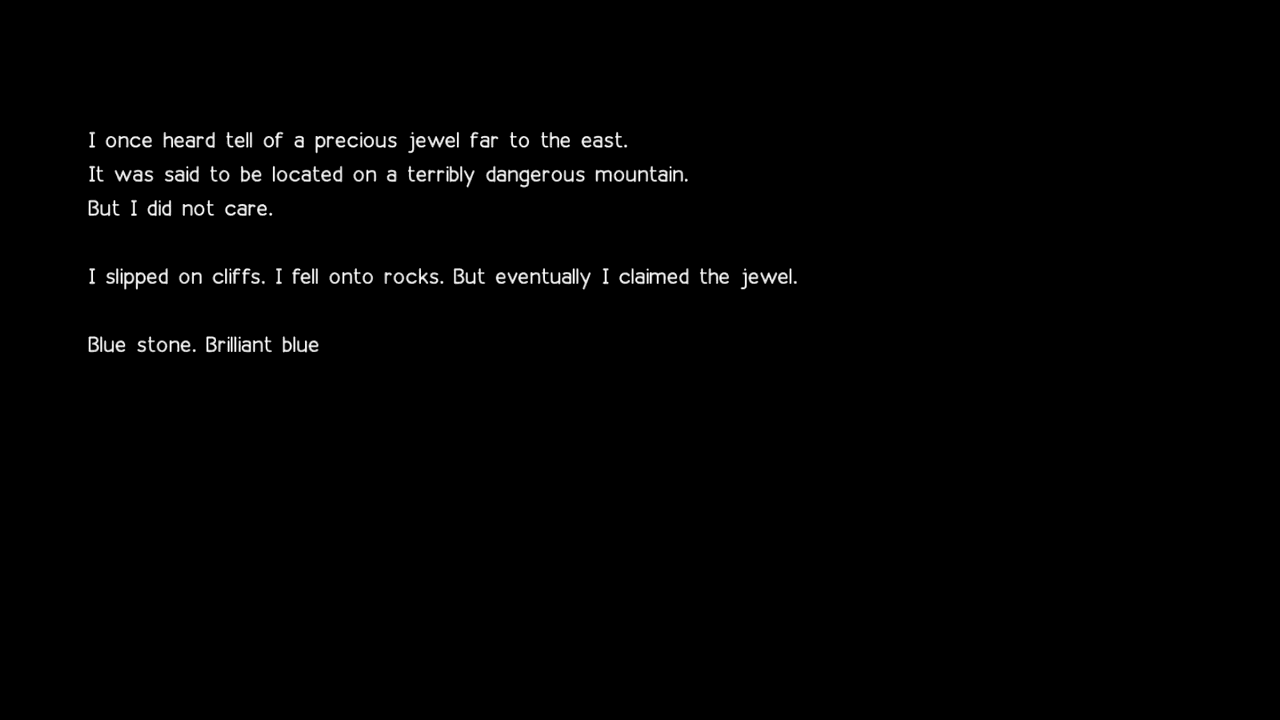 I once heard tell of a precious jewel far to the east.
It was said to be located on a terribly dangerous mountain.
But I did not care.
I slipped on cliffs. I fell onto rocks. But eventually I claimed the jewel.
Blue stone. Brilliant blue